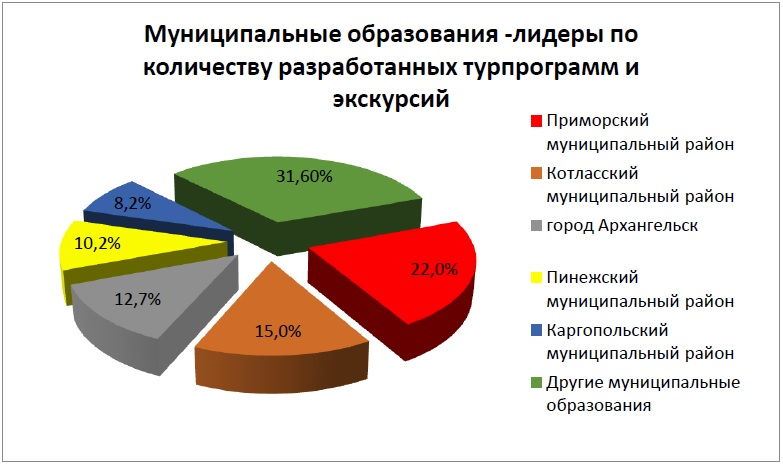 Муниципальные образования -лидеры по
количеству разработанных турпрограмм и
экскурсий
31,60%
8,2%
10,2%
12,7%
15,0%
22,0%
Приморский
муниципальный район
Котласский
муниципальный район
город Архангельск
Пинежский
муниципальный район
Каргопольский
муниципальный район
Другие муниципальные
образования